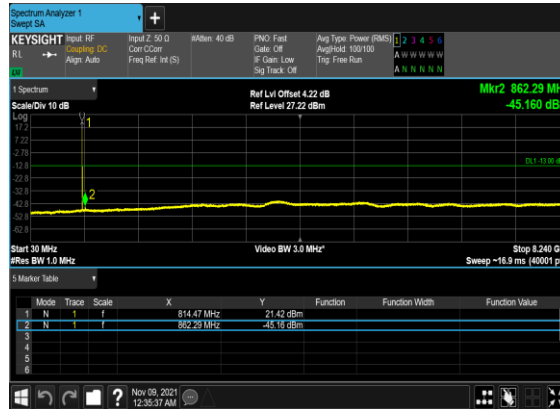 Spectrum Analyzer 1
Swept SA
+
KEYSIGHT
RL
Input: RF
Coupling: DC
Align: Auto
Input Z: 50 Ω
Corr CCorr
Freq Ref: Int (S)
#Atten: 40 dB
PNO: Fast
Gate: Off
IF Gain: Low
Sig Track: Off
Avg Type: Power (RMS)
Avg|Hold: 100/100
Trig: Free Run
1 2 3 4 5 6
A W W W W W
A N N N N N
1 Spectrum
Scale/Div 10 dB
Log
Ref Lvl Offset 4.22 dB
Ref Level 27.22 dBm
Mkr2 862.29 MH
-45.160 dB
17.2
7.22
-2.78
-12.8
-22.8
-32.8
-42.8
-52.8
-62.8
1
2
DL1 -13.00 d
Start 30 MHz
#Res BW 1.0 MHz
Video BW 3.0 MHz*
Stop 8.240 G
Sweep ~16.9 ms (40001 p
5 Marker Table
Mode Trace Scale X Y Function Function Width Function Value
1 N 1 f 814.47 MHz 21.42 dBm
2 N 1 f 862.29 MHz -45.16 dBm
3
4
5
6
?
Nov 09, 2021
12:35:37 AM